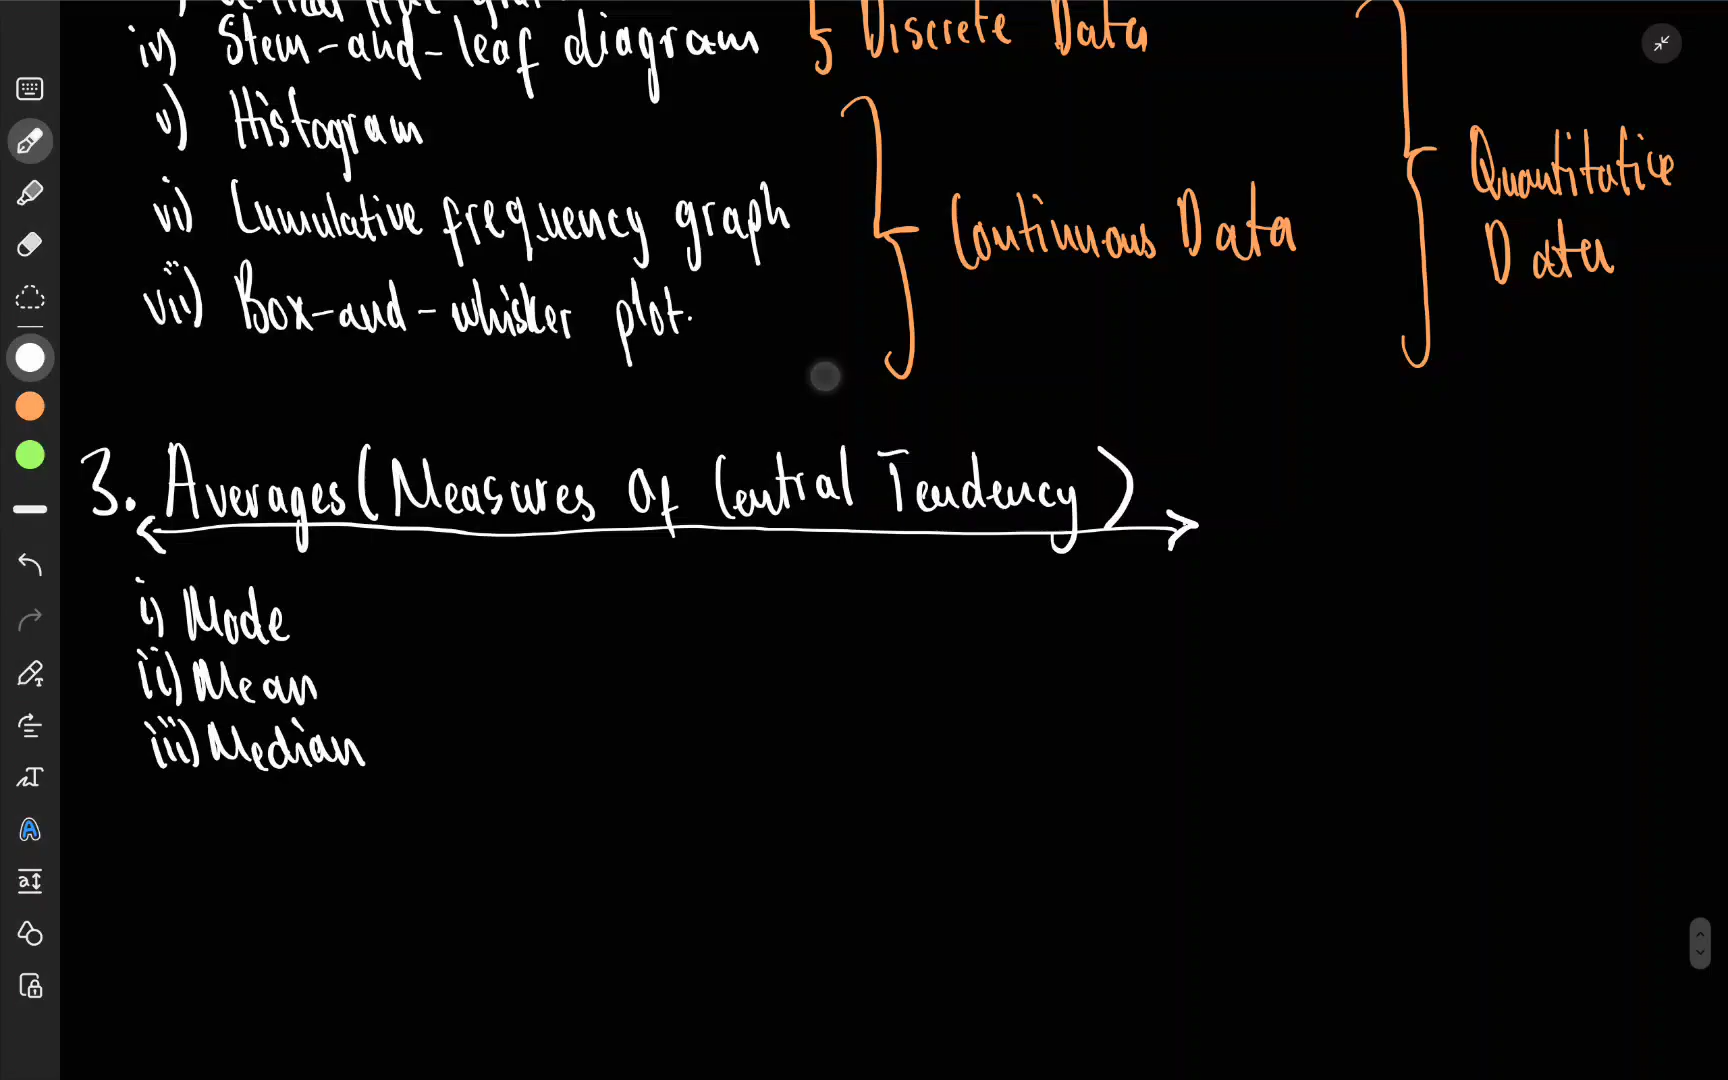 iv) Stem-and-leaf diagram } Discrete Data
v) Histogram
vi) Cumulative frequency graph
Continuous Data
Quantitative
Data
vii) Box-and-whisker plot.
3. Averages (Measures Of Central Tendency)
i) Mode
ii) Mean
iii) Median